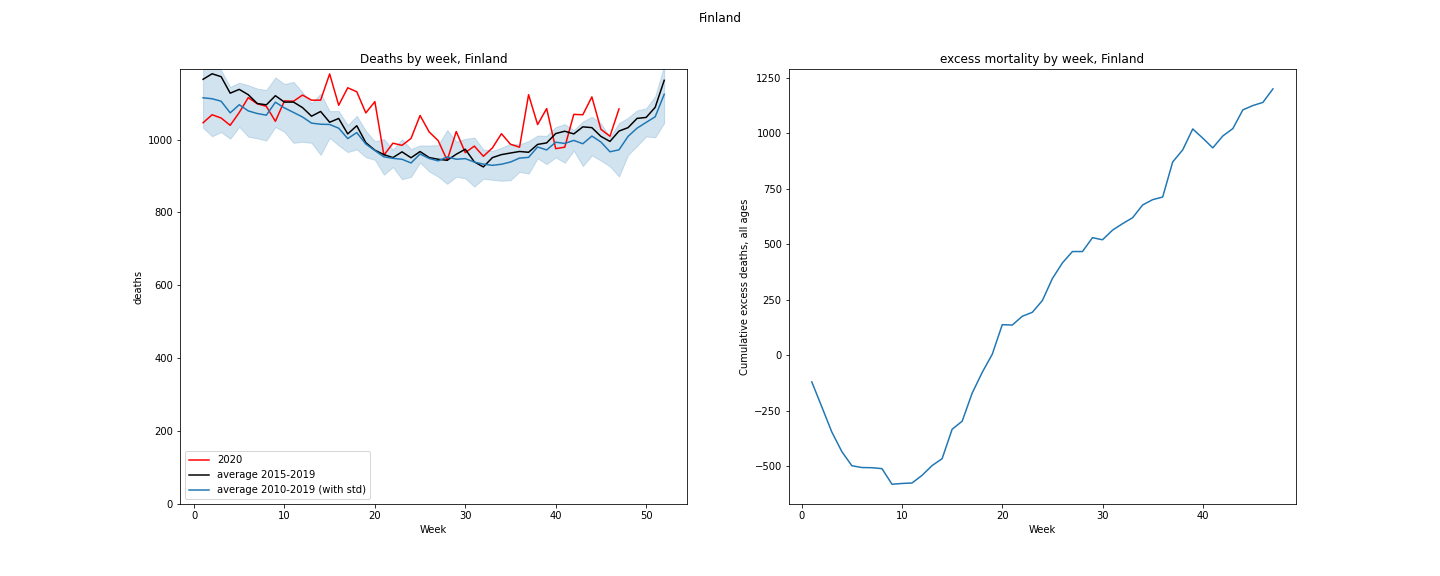 Finland
Deaths by week, Finland
deaths
1000
800
600
400
200
0
2020
average 2015-2019
average 2010-2019 (with std)
0 10 20 30 40 50
Week
excess mortality by week, Finland
Cumulative excess deaths, all ages
1250
1000
750
500
250
0
−250
−500
0 10 20 30 40
Week